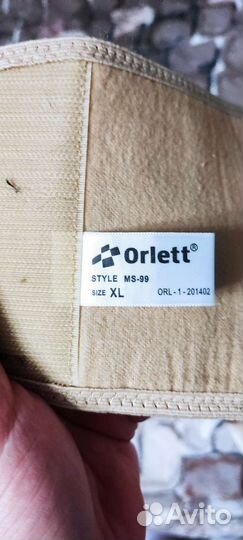 Orlett®
STYLE MS-99
SIZE XL ORL-1-201402
Avito